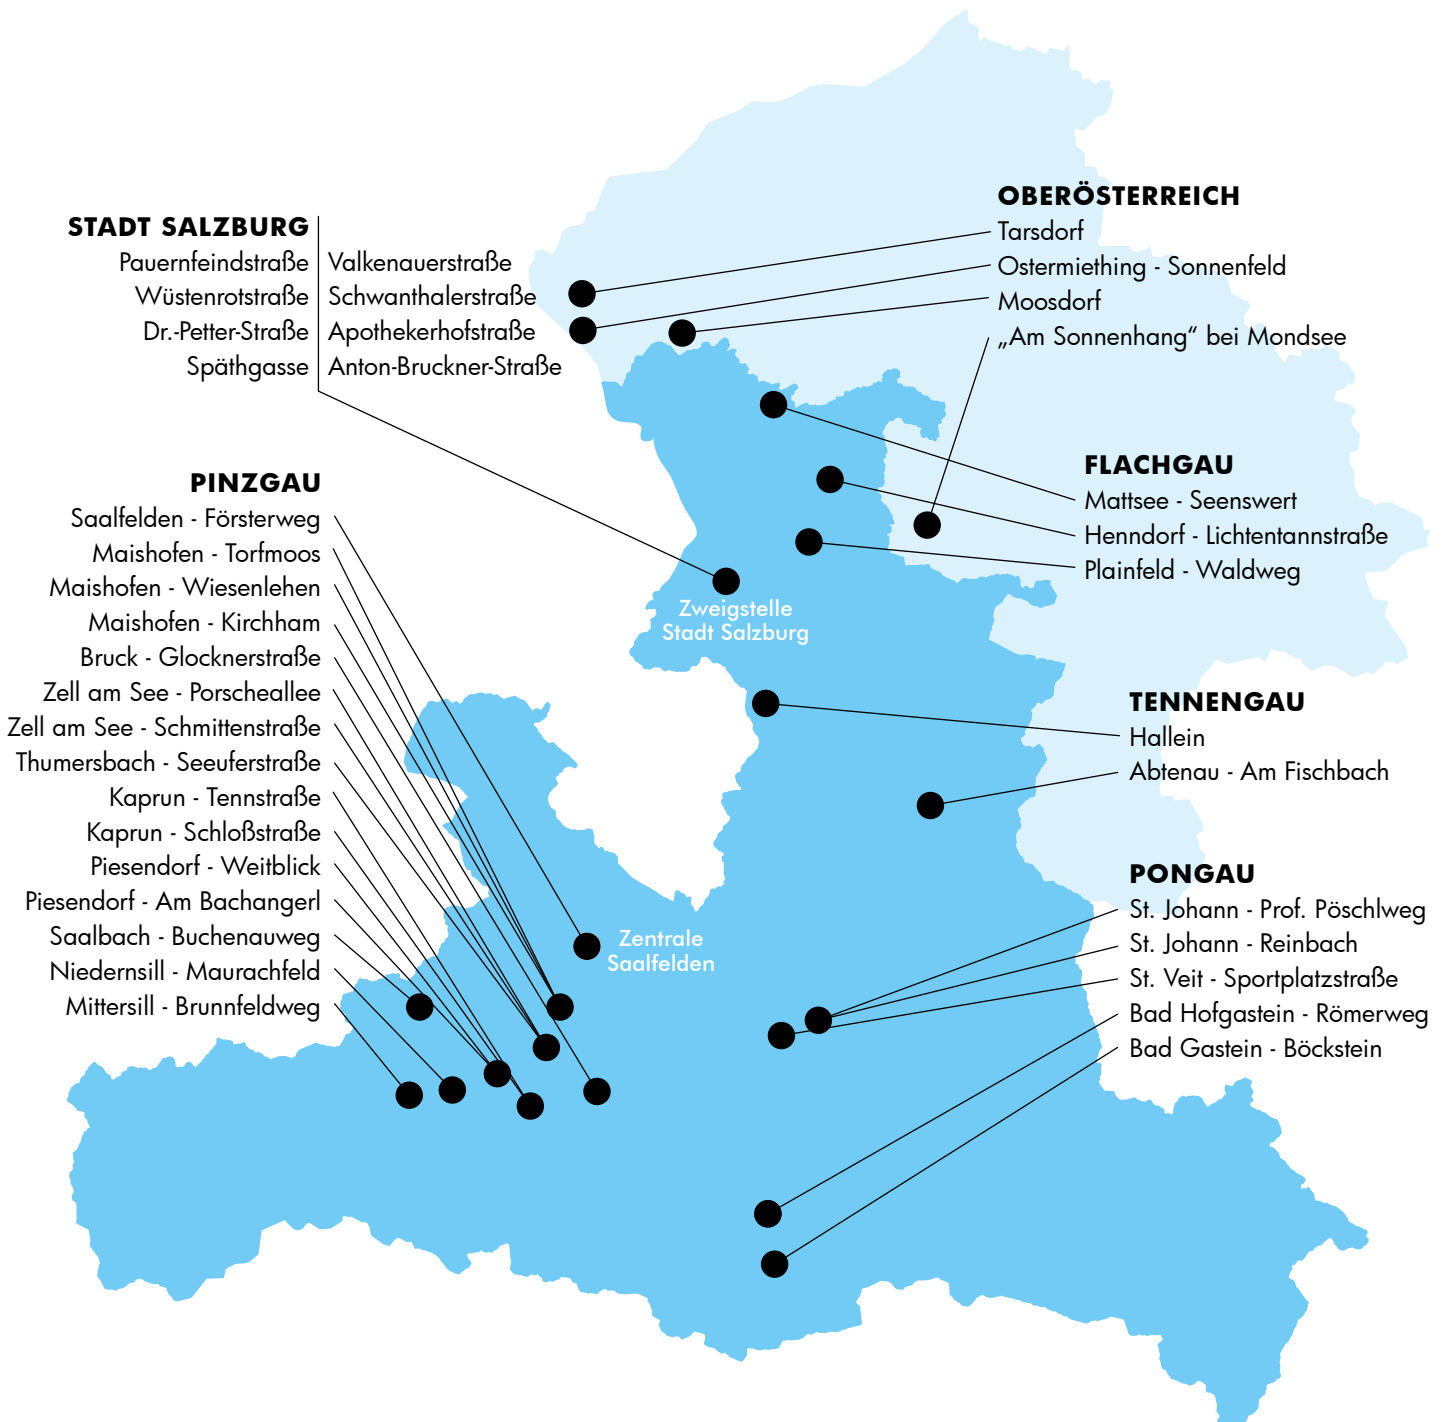 STADT SALZBURG
Pauernfeindstraße
Wüstenrotstraße
Dr.-Petter-Straße
Späthgasse
Valkenauerstraße
Schwanthalerstraße
Apothekerhofstraße
Anton-Bruckner-Straße
OBERÖSTERREICH
Tarsdorf
Ostermiething - Sonnenfeld
Moosdorf
„Am Sonnenhang“ bei Mondsee
FLACHGAU
Mattsee - Seenswert
Henndorf - Lichtentannstraße
Plainfeld - Waldweg
Zweigstelle
Stadt Salzburg
PINZGAU
Saalfelden - Försterweg
Maishofen - Torfmoos
Maishofen - Wiesenlehen
Maishofen - Kirchham
Bruck - Glocknerstraße
Zell am See - Porscheallee
Zell am See - Schmittenstraße
Thumersbach - Seeuferstraße
Kaprun - Tennstraße
Kaprun - Schloßstraße
Piesendorf - Weitblick
Piesendorf - Am Bachangerl
Saalbach - Buchenauweg
Niedernsill - Maurachfeld
Mittersill - Brunnfeldweg
Zentrale
Saalfelden
TENNENGAU
Hallein
Abtenau - Am Fischbach
PONGAU
St. Johann - Prof. Pöschlweg
St. Johann - Reinbach
St. Veit - Sportplatzstraße
Bad Hofgastein - Römerweg
Bad Gastein - Böckstein